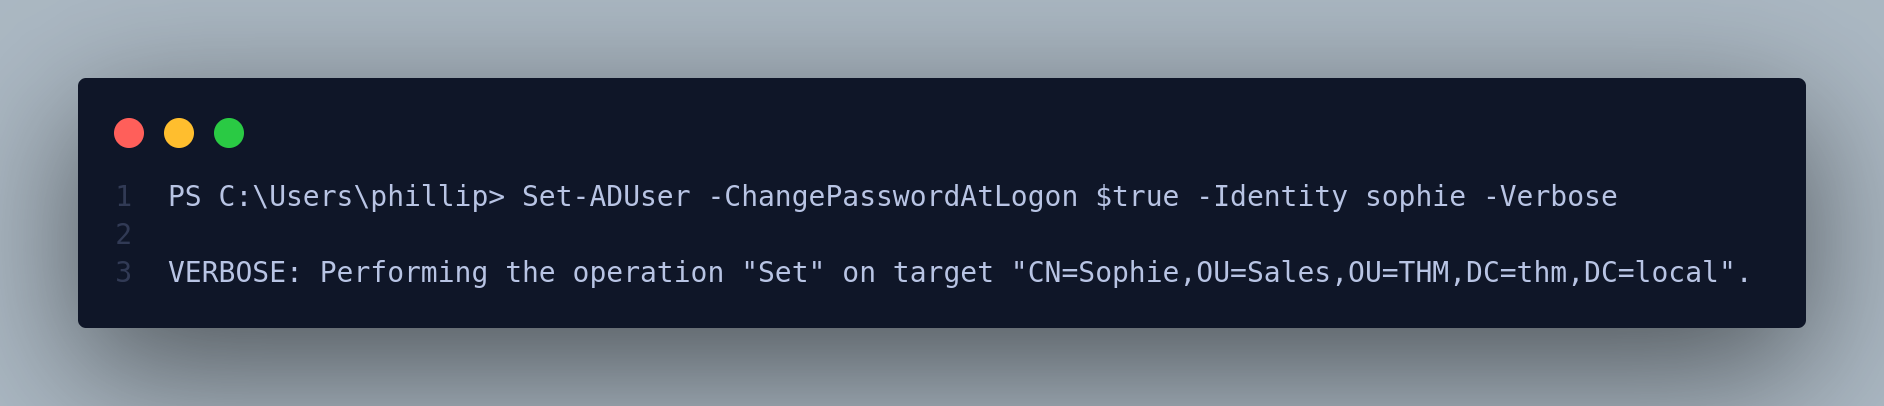 1 PS C:\Users\phillip> Set-ADUser -ChangePasswordAtLogon $true -Identity sophie -Verbose
2
3 VERBOSE: Performing the operation "Set" on target "CN=Sophie,OU=Sales,OU=THM,DC=thm,DC=local".